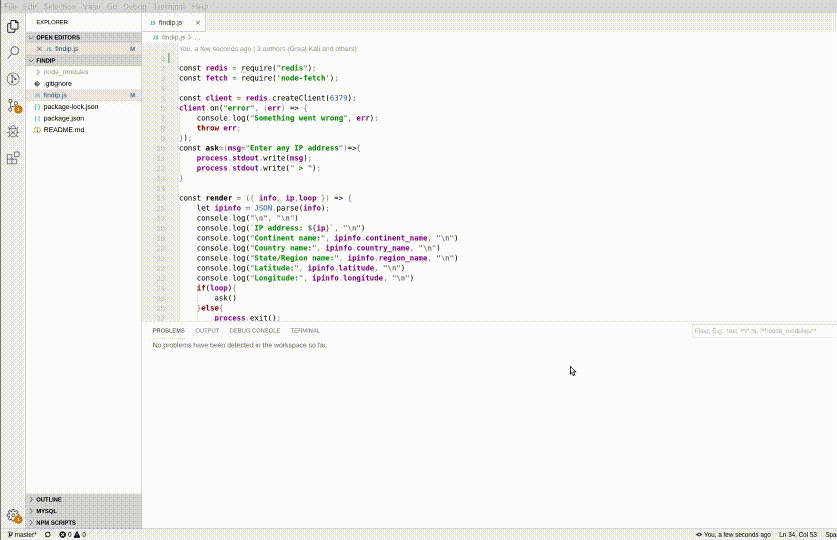 File Edit Selection View Go Debug Terminal Help
EXPLORER
OPEN EDITORS
JS findip.js M
FINDIP
node_modules
.gitignore
JS findip.js M
package-lock.json
package.json
README.md
OUTLINE
MYSQL
NPM SCRIPTS
JS findip.js
JS findip.js > ...
You, a few seconds ago | 3 authors (Great Kali and others)
1
2 const redis = require("redis");
3 const fetch = require('node-fetch');
4
5 const client = redis.createClient(6379);
6 client.on("error", (err) => {
7 console.log("Something went wrong", err);
8 throw err;
9 });
10 const ask=(msg="Enter any IP address")=>{
11 process.stdout.write(msg);
12 process.stdout.write(" > ");
13 }
14
15 const render = ({ info, ip,loop }) => {
16 let ipinfo = JSON.parse(info);
17 console.log("\n", "\n")
18 console.log(`IP address: ${ip}`, "\n")
19 console.log("Continent name:", ipinfo.continent_name, "\n")
20 console.log("Country name:", ipinfo.country_name, "\n")
21 console.log("State/Region name:", ipinfo.region_name, "\n")
22 console.log("Latitude:", ipinfo.latitude, "\n")
23 console.log("Longitude:", ipinfo.longitude, "\n")
24 if(loop){
25 ask()
26 }else{
27 process.exit();
PROBLEMS OUTPUT DEBUG CONSOLE TERMINAL
Filter. E.g.: text, **/*.ts, !**/node_modules/**
No problems have been detected in the workspace so far.
master* 0 0 You, a few seconds ago Ln 34, Col 53 Spa